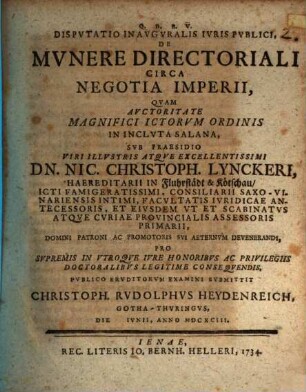 Q. D. B. V.
DISPVTATIO INAVGVRALIS IVRIS PVBLICI,
2.
DE
MVNERE DIRECTORIALI
CIRCA
NEGOTIA IMPERII,
QVAM
AVCTORITATE
MAGNIFICI ICTORVM ORDINIS
IN INCLVTA SALANA,
SVB PRAESIDIO
VIRI ILLVSTRIS ATQVE EXCELLENTISSIMI
DN. NIC. CHRISTOPH. LYNCKERI,
HAEREDITARII IN Fluhrstådt & Kötschau/
ICTI FAMIGERATISSIMI, CONSILIARII SAXO-VI-
NARIENSIS INTIMI, FACVLTATIS IVRIDICAE AN-
TECESSORIS, ET EIVSDEM VT ET SCABINATVS
ATQVE CVRIAE PROVINCIALIS ASSESSORIS
PRIMARII,
DOMINI PATRONI AC PROMOTORIS SVI AETERNVM DEVENERANDI,
PRO
SVPREMIS IN VTROQVE IVRE HONORIBVS AC PRIVILEGIIS
DOCTORALIBVS LEGITIME CONSEQVENDIS,
PVBLICO ERVDITORVM EXAMINI SVBMITTIT
CHRISTOPH. RVDOLPHVS HEYDENREICH,
GOTHA-THVRINGVS,
DIE IVNII, ANNO MDCXCIII.
IENAE,
REC. LITERIS IO. BERNH. HELLERI, 1734.